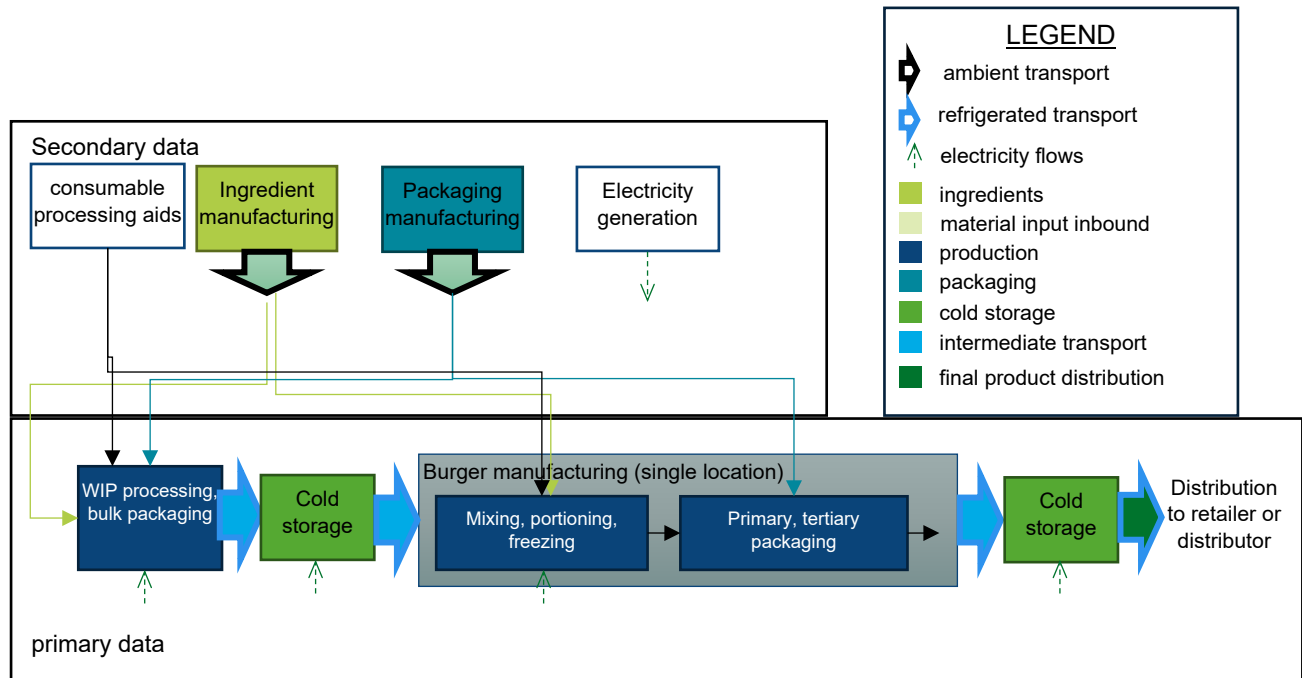 LEGEND
ambient transport
refrigerated transport
electricity flows
ingredients
material input inbound
production
packaging
cold storage
intermediate transport
final product distribution
Secondary data
consumable
processing aids
Ingredient
manufacturing
Packaging
manufacturing
Electricity
generation
WIP processing,
bulk packaging
Cold
storage
Burger manufacturing (single location)
Mixing, portioning,
freezing
Primary, tertiary
packaging
Cold
storage
Distribution
to retailer or
distributor
primary data